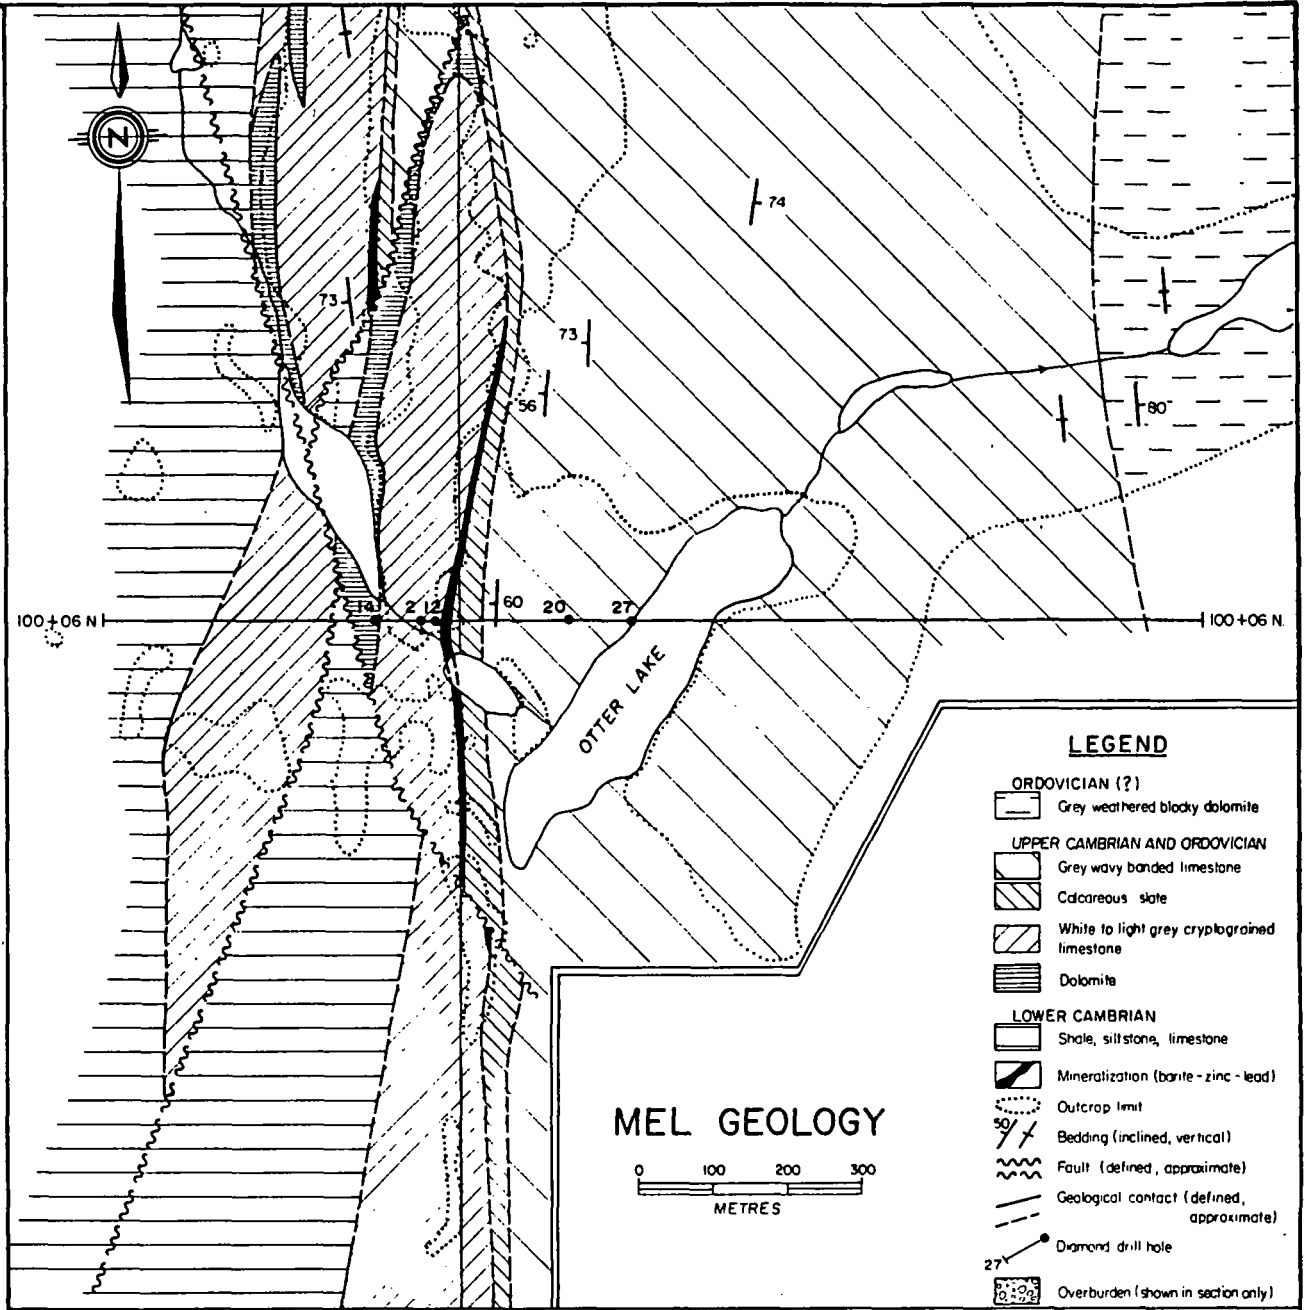 N
74
73
73
56
80
14
2
12
60
20
27
100+06 N
100+06 N.
8
OTTER LAKE
LEGEND
ORDOVICIAN (?)
Grey weathered blocky dolomite
UPPER CAMBRIAN AND ORDOVICIAN
Grey wavy banded limestone
Calcareous slate
White to light grey cryptograined
limestone
Dolomite
LOWER CAMBRIAN
Shale, siltstone, limestone
Mineralization (barite-zinc-lead)
Outcrop limit
50
Bedding (inclined, vertical)
Fault (defined, approximate)
Geological contact (defined,
approximate)
Diamond drill hole
27
Overburden (shown in section only)
MEL GEOLOGY
0 100 200 300
METRES